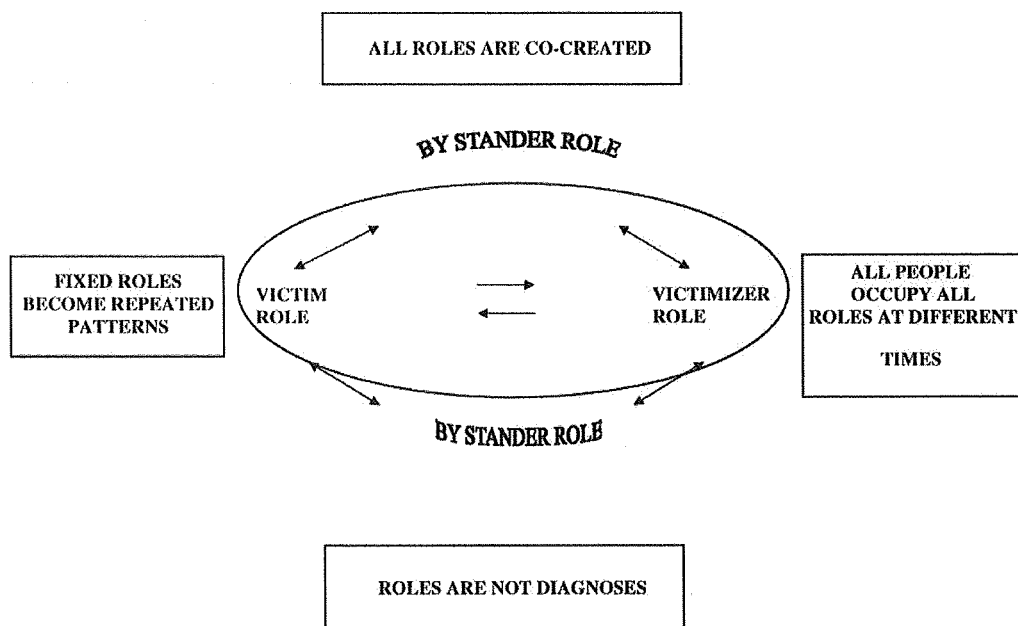 ALL ROLES ARE CO-CREATED
BY STANDER ROLE
FIXED ROLES
BECOME REPEATED
PATTERNS
VICTIM
ROLE
VICTIMIZER
ROLE
ALL PEOPLE
OCCUPY ALL
ROLES AT DIFFERENT
TIMES
BY STANDER ROLE
ROLES ARE NOT DIAGNOSES